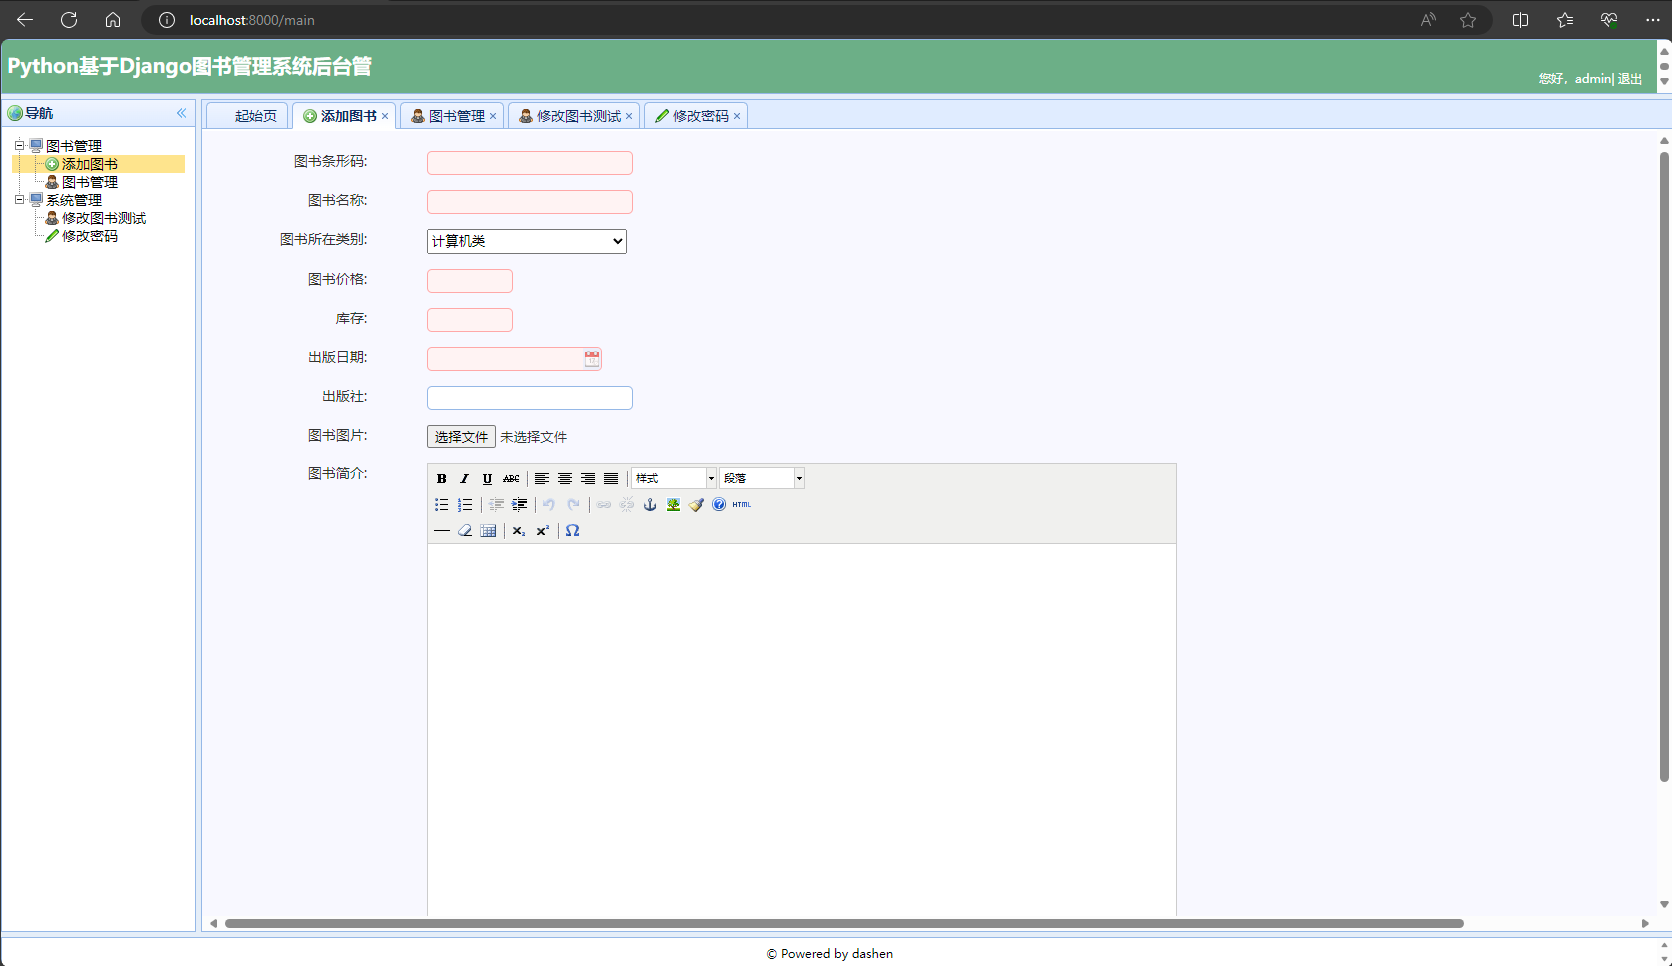 localhost:8000/main
Python基于Django图书管理系统后台管
您好，admin| 退出
导航
起始页 添加图书 图书管理 修改图书测试 修改密码
图书管理
添加图书
图书管理
系统管理
修改图书测试
修改密码
图书条形码:
图书名称:
图书所在类别: 计算机类
图书价格:
库存:
出版日期:
出版社:
图书图片: 选择文件 未选择文件
图书简介:
B I U ABC 样式 段落
HTML
x₂ x² Ω
© Powered by dashen